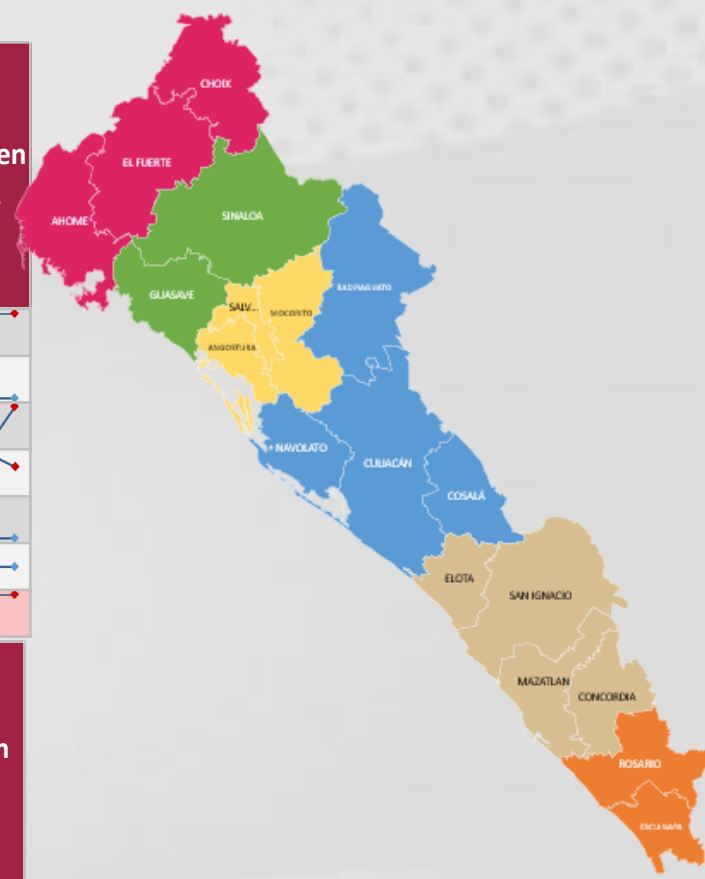 CHOIX
en
EL FUERTE
SINALOA
AHOME
BADIRAGUATO
GUASAVE
SALV...
MOCORITO
ANGOSTURA
NAVOLATO
CULIACÁN
COSALÁ
ELOTA
SAN IGNACIO
MAZATLAN
CONCORDIA
ROSARIO
ESCUINAPA